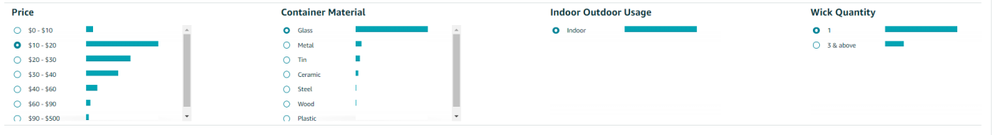 Price
$0 - $10
$10 - $20
$20 - $30
$30 - $40
$40 - $60
$60 - $90
$90 - $500
Container Material
Glass
Metal
Tin
Ceramic
Steel
Wood
Plastic
Indoor Outdoor Usage
Indoor
Wick Quantity
1
3 & above